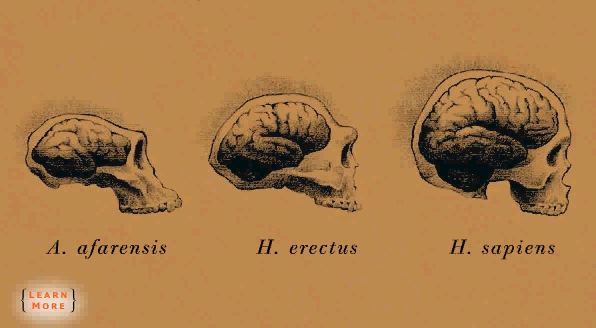 A. afarensis
H. erectus
H. sapiens
{LEARN
MORE}